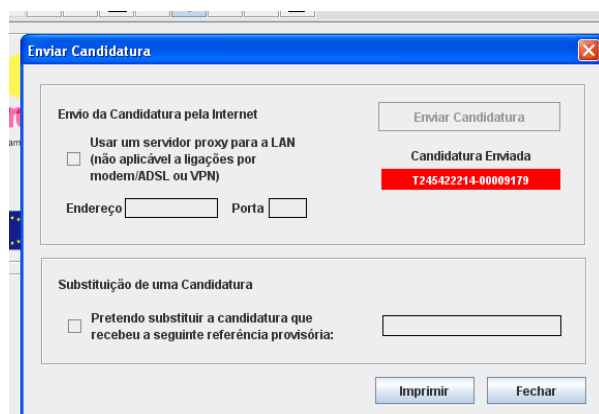 Enviar Candidatura
Envio da Candidatura pela Internet
Enviar Candidatura
Usar um servidor proxy para a LAN
(não aplicável a ligações por
modem/ADSL ou VPN)
Candidatura Enviada
T245422214-00009179
Endereço
Porta
Substituição de uma Candidatura
Pretendo substituir a candidatura que
recebeu a seguinte referência provisória:
Imprimir
Fechar